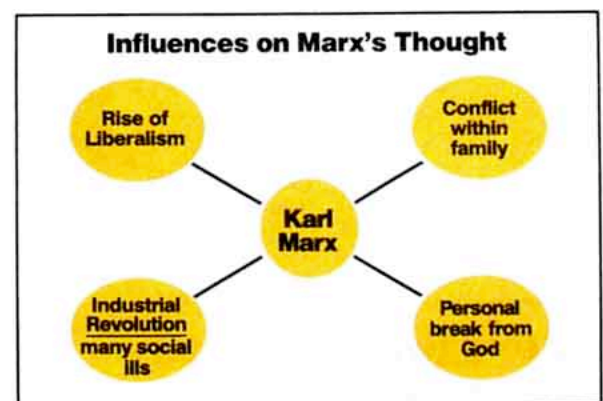 Influences on Marx's Thought
Rise of
Liberalism
Conflict
within
family
Karl
Marx
Industrial
Revolution
many social
ills
Personal
break from
God